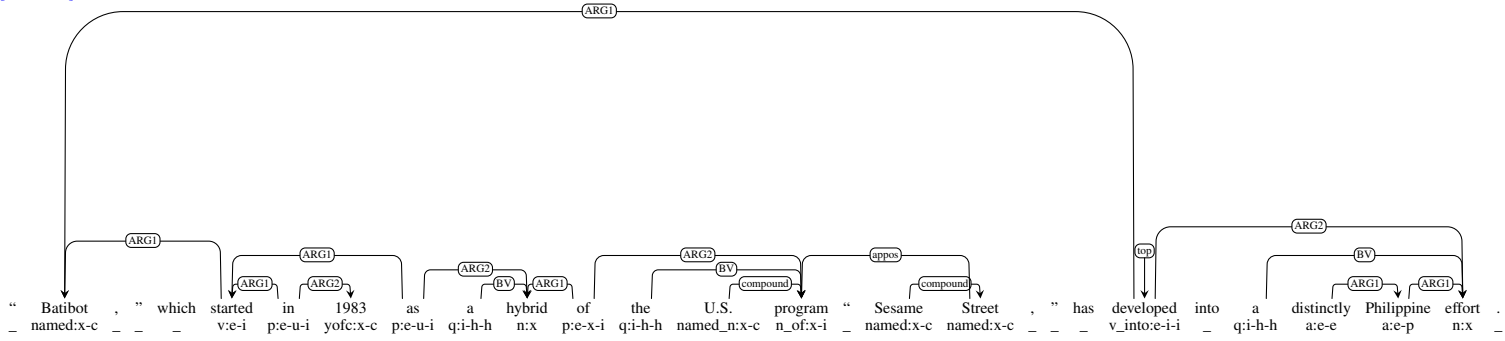 ARG1
ARG1 ARG2
ARG1 ARG2 appos top BV
ARG2 BV
ARG1 ARG2 BV ARG1 compound compound ARG1 ARG1
“ Batibot , ” which started in 1983 as a hybrid of the U.S. program “ Sesame Street , ” has developed into a distinctly Philippine effort .
_ named:x-c _ _ _ v:e-i p:e-u-i yofc:x-c p:e-u-i q:i-h-h n:x p:e-x-i q:i-h-h named_n:x-c n_of:x-i _ named:x-c named:x-c _ _ _ v_into:e-i-i _ q:i-h-h a:e-e a:e-p n:x _